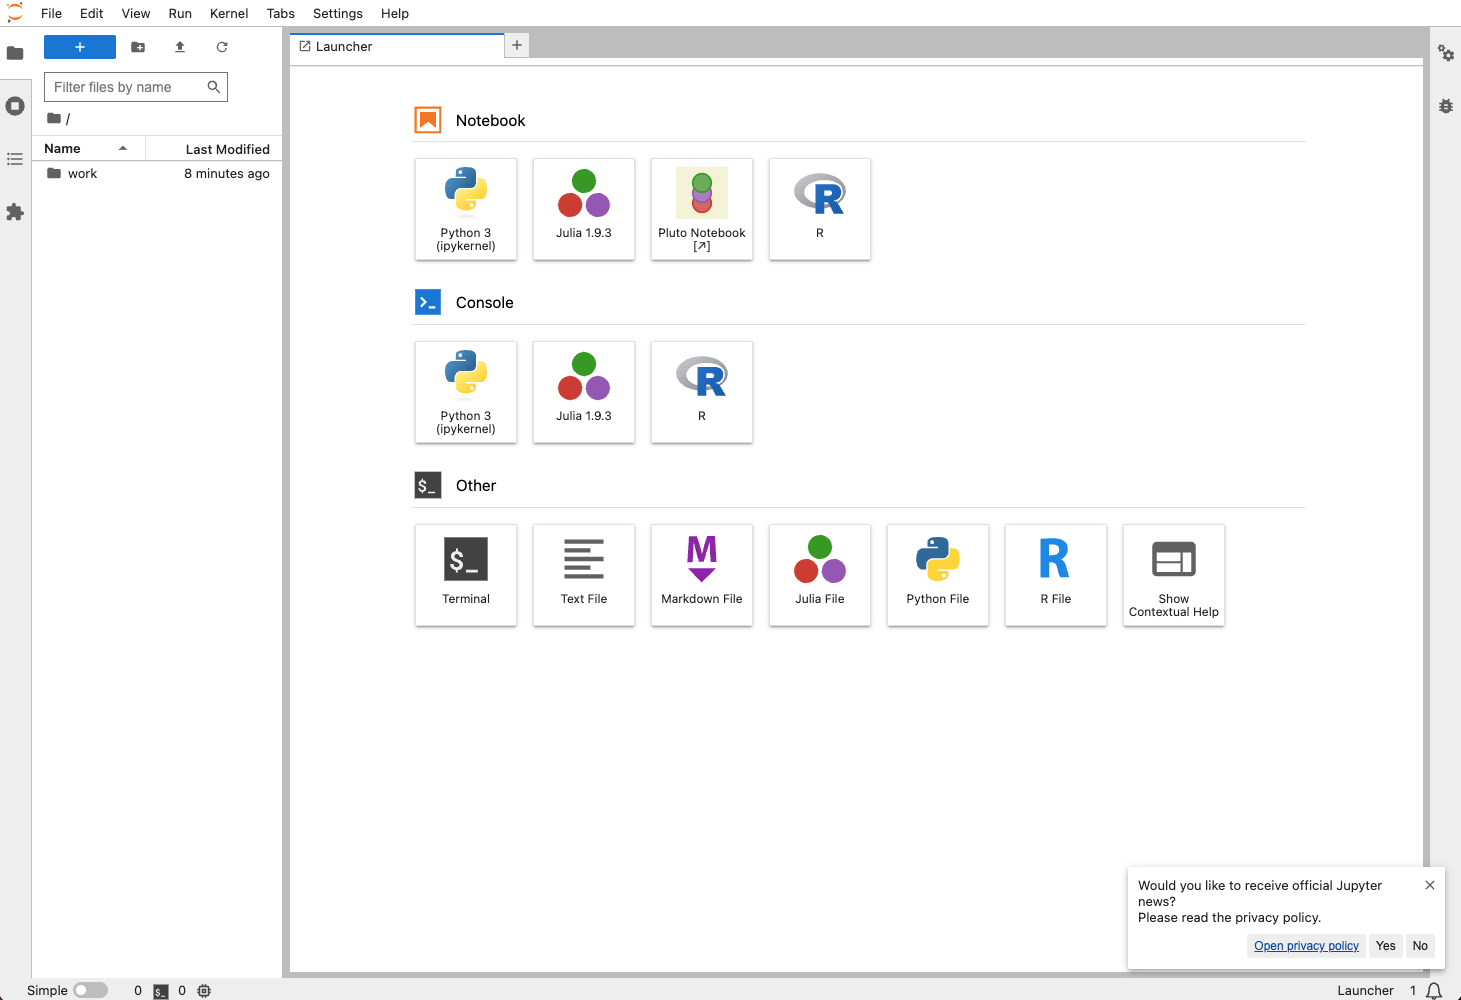 File Edit View Run Kernel Tabs Settings Help
Launcher
Filter files by name
/
Name Last Modified
work 8 minutes ago
Notebook
Python 3
(ipykernel)
Julia 1.9.3
Pluto Notebook
[↗]
R
Console
Python 3
(ipykernel)
Julia 1.9.3
R
$_ Other
$_
Terminal
Text File
M
Markdown File
Julia File
Python File
R
R File
Show
Contextual Help
Would you like to receive official Jupyter
news?
Please read the privacy policy.
Open privacy policy Yes No
Simple 0 $_ 0 Launcher 1